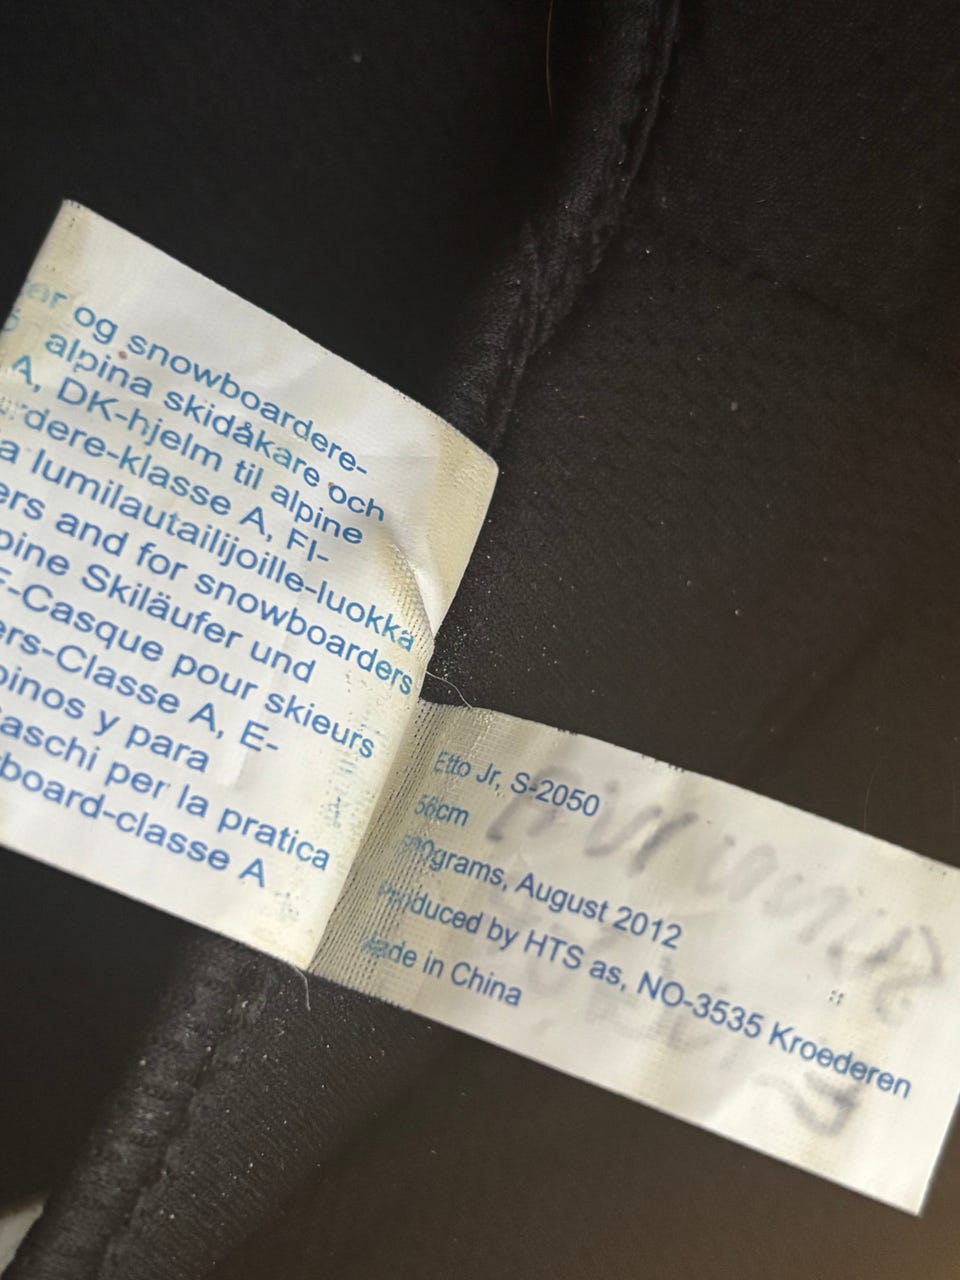 og snowboardere-
alpina skidåkare och
A, DK-hjelm til alpine
dere-klasse A, FI-
a lumilautailijoille-luokka
ers and for snowboarders
pine Skiläufer und
F-Casque pour skieurs
ers-Classe A, E-
pinos y para
aschi per la pratica
board-classe A
Etto Jr, S-2050
56cm
grams, August 2012
Produced by HTS as, NO-3535 Kroederen
Made in China